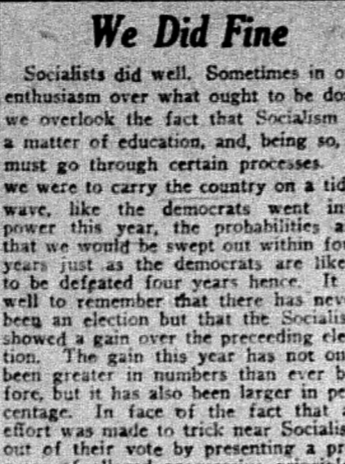 We Did Fine
Socialists did well. Sometimes in o
enthusiasm over what ought to be do
we overlook the fact that Socialism
a matter of education, and, being so,
must go through certain processes.
we were to carry the country on a tid
wave, like the democrats went in
power this year, the probabilities a
that we would be swept out within fo
years just as the democrats are like
to be defeated four years hence. It
well to remember that there has nev
been an election but that the Socialis
showed a gain over the preceeding ele
tion. The gain this year has not on
been greater in numbers than ever b
fore, but it has also been larger in pe
centage. In face of the fact that a
effort was made to trick near Socialis
out of their vote by presenting a pr